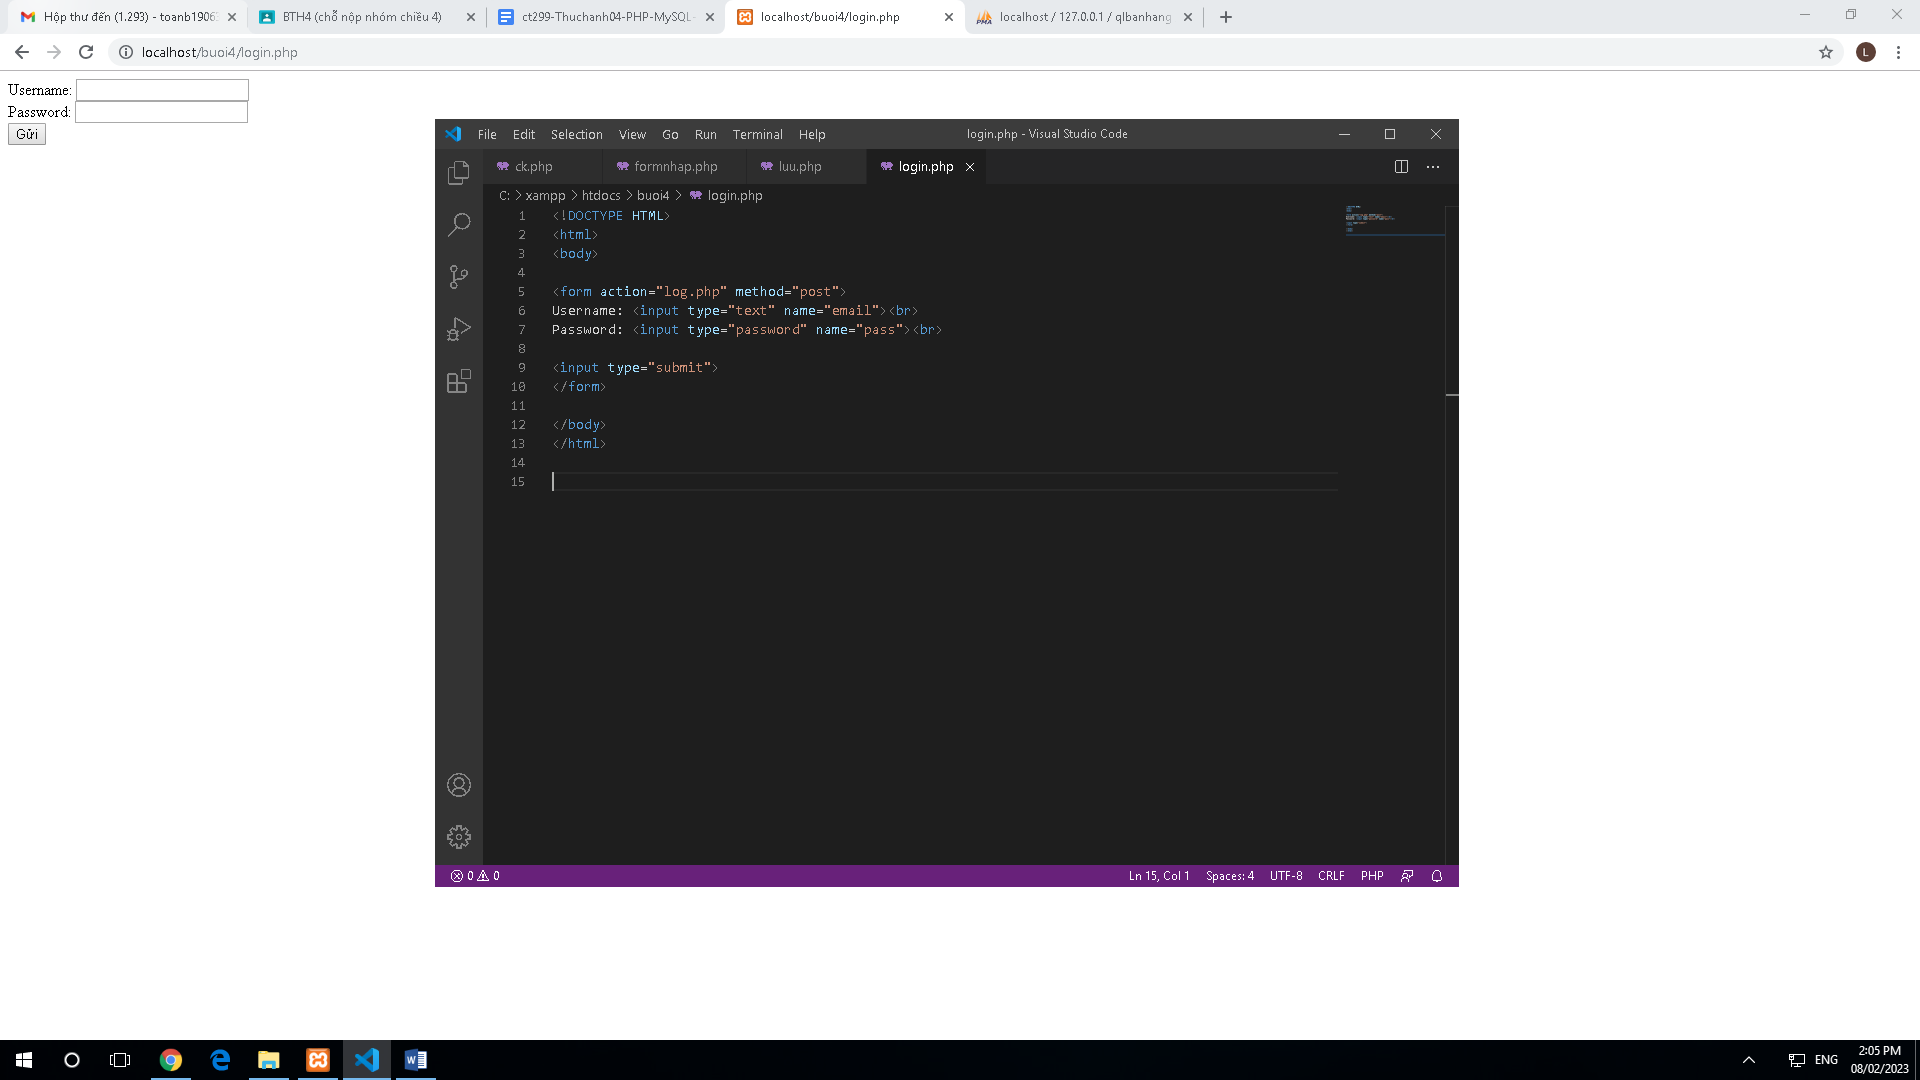 Hộp thư đến (1.293) - toanb1906
BTH4 (chỗ nộp nhóm chiều 4)
ct299-Thuchanh04-PHP-MySQL-
localhost/buoi4/login.php
localhost / 127.0.0.1 / qlbanhang
localhost/buoi4/login.php
L
Username:
Password:
Gửi
File Edit Selection View Go Run Terminal Help
login.php - Visual Studio Code
ck.php
formnhap.php
luu.php
login.php
C: > xampp > htdocs > buoi4 > login.php
1 <!DOCTYPE HTML>
2 <html>
3 <body>
4
5 <form action="log.php" method="post">
6 Username: <input type="text" name="email"><br>
7 Password: <input type="password" name="pass"><br>
8
9 <input type="submit">
10 </form>
11
12 </body>
13 </html>
14
15
0 0
Ln 15, Col 1 Spaces: 4 UTF-8 CRLF PHP
ENG
2:05 PM
08/02/2023